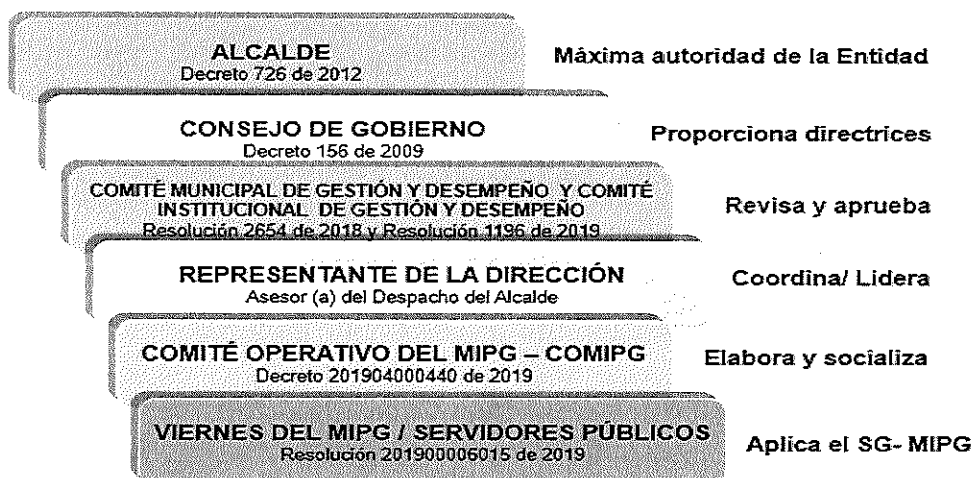 ALCALDE
Decreto 726 de 2012
Máxima autoridad de la Entidad
CONSEJO DE GOBIERNO
Decreto 156 de 2009
Proporciona directrices
COMITÉ MUNICIPAL DE GESTIÓN Y DESEMPEÑO Y COMITÉ
INSTITUCIONAL DE GESTIÓN Y DESEMPEÑO
Resolución 2654 de 2018 y Resolución 1196 de 2019
Revisa y aprueba
REPRESENTANTE DE LA DIRECCIÓN
Asesor (a) del Despacho del Alcalde
Coordina/ Lidera
COMITÉ OPERATIVO DEL MIPG – COMIPG
Decreto 201904000440 de 2019
Elabora y socializa
VIERNES DEL MIPG / SERVIDORES PÚBLICOS
Resolución 201900006015 de 2019
Aplica el SG- MIPG